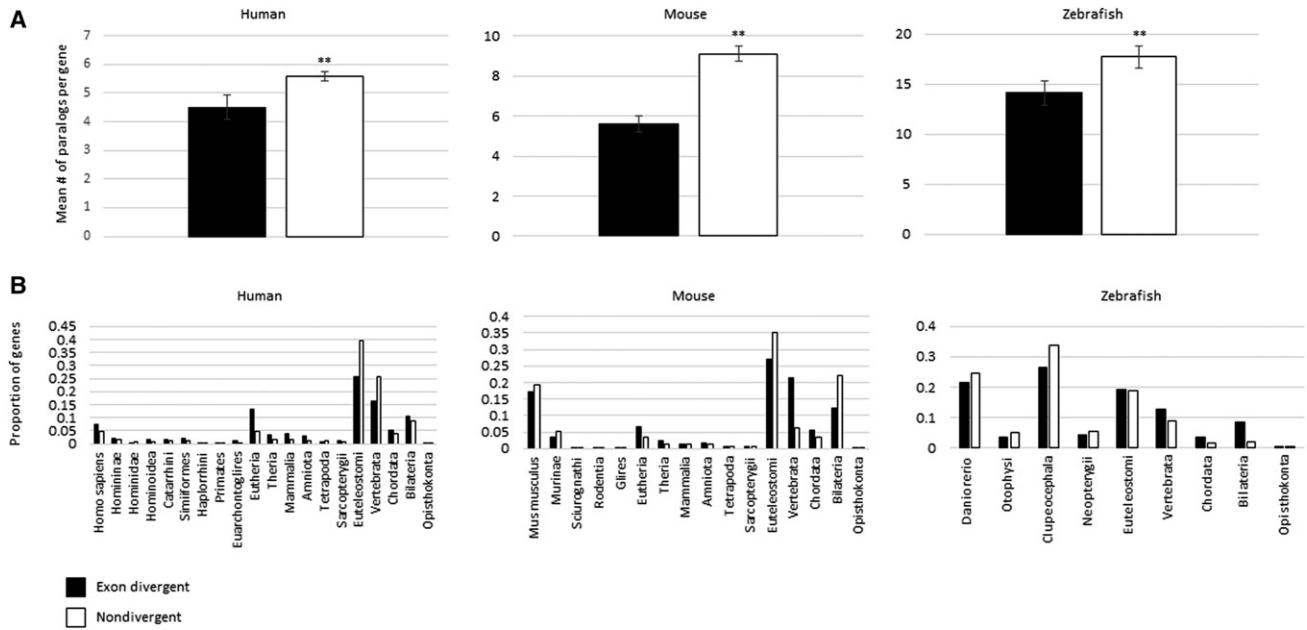 A
Human
Mouse
Zebrafish
Mean # of paralogs per gene
7
6
5
4
3
2
1
0
**
10
8
6
4
2
0
**
20
15
10
5
0
**
B
Human
Mouse
Zebrafish
Proportion of genes
0.45
0.4
0.35
0.3
0.25
0.2
0.15
0.1
0.05
0
Homo sapiens
Homininae
Hominidae
Hominoidea
Catarrhini
Simiiformes
Haplorrhini
Primates
Euarchontoglires
Eutheria
Theria
Mammalia
Amniota
Tetrapoda
Sarcopterygii
Euteleostomi
Vertebrata
Chordata
Bilateria
Opisthokonta
0.4
0.35
0.3
0.25
0.2
0.15
0.1
0.05
0
Mus musculus
Murinae
Sciurognathi
Rodentia
Glires
Eutheria
Theria
Mammalia
Amniota
Tetrapoda
Sarcopterygii
Euteleostomi
Vertebrata
Chordata
Bilateria
Opisthokonta
0.4
0.3
0.2
0.1
0
Danio rerio
Otophysi
Clupeocephala
Neopterygii
Euteleostomi
Vertebrata
Chordata
Bilateria
Opisthokonta
Exon divergent
Nondivergent